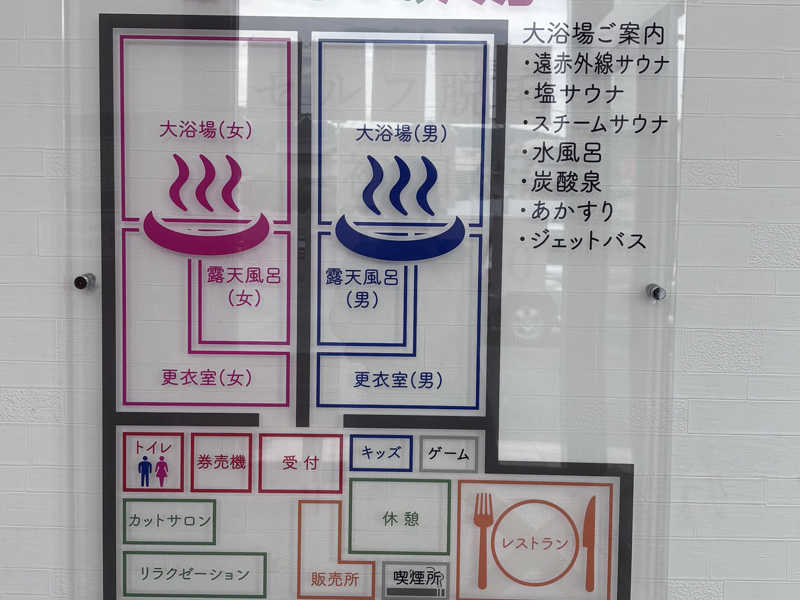 大浴場ご案内
・遠赤外線サウナ
・塩サウナ
・スチームサウナ
・水風呂
・炭酸泉
・あかすり
・ジェットバス
大浴場(女)
大浴場(男)
露天風呂
(女)
露天風呂
(男)
更衣室(女)
更衣室(男)
トイレ
券売機
受付
キッズ
ゲーム
カットサロン
休憩
レストラン
リラクゼーション
販売所
喫煙所